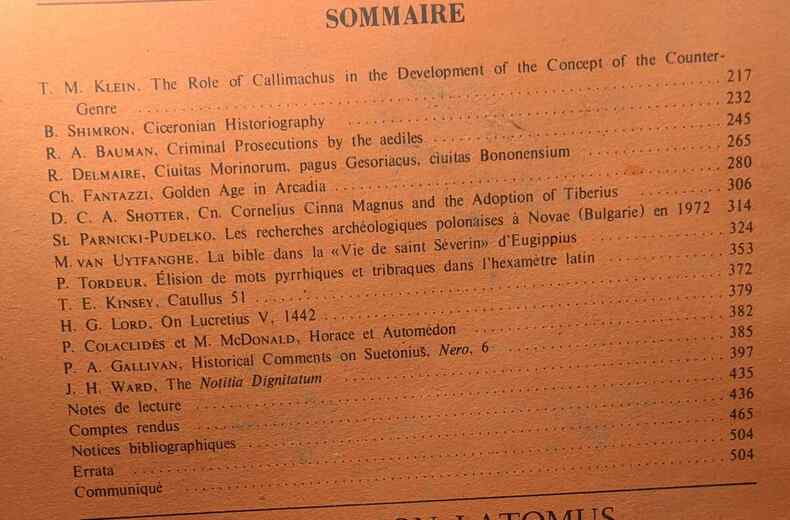 SOMMAIRE
T. M. KLEIN, The Role of Callimachus in the Development of the Concept of the Counter-
Genre 217
B. SHIMRON, Ciceronian Historiography 232
R. A. BAUMAN, Criminal Prosecutions by the aediles 245
R. DELMAIRE, Ciuitas Morinorum, pagus Gesoriacus, ciuitas Bononensium 265
Ch. FANTAZZI, Golden Age in Arcadia 280
D. C. A. SHOTTER, Cn. Cornelius Cinna Magnus and the Adoption of Tiberius 306
St. PARNICKI-PUDELKO, Les recherches archéologiques polonaises à Novae (Bulgarie) en 1972 314
M. VAN UYTFANGHE, La bible dans la «Vie de saint Séverin» d'Eugippius 324
P. TORDEUR, Élision de mots pyrrhiques et tribraques dans l'hexamètre latin 353
T. E. KINSEY, Catullus 51 372
H. G. LORD, On Lucretius V, 1442 379
P. COLACLIDÈS et M. MCDONALD, Horace et Automédon 382
P. A. GALLIVAN, Historical Comments on Suetonius, Nero, 6 385
J. H. WARD, The Notitia Dignitatum 397
Notes de lecture 435
Comptes rendus 436
Notices bibliographiques 465
Errata 504
Communiqué 504
LATOMUS